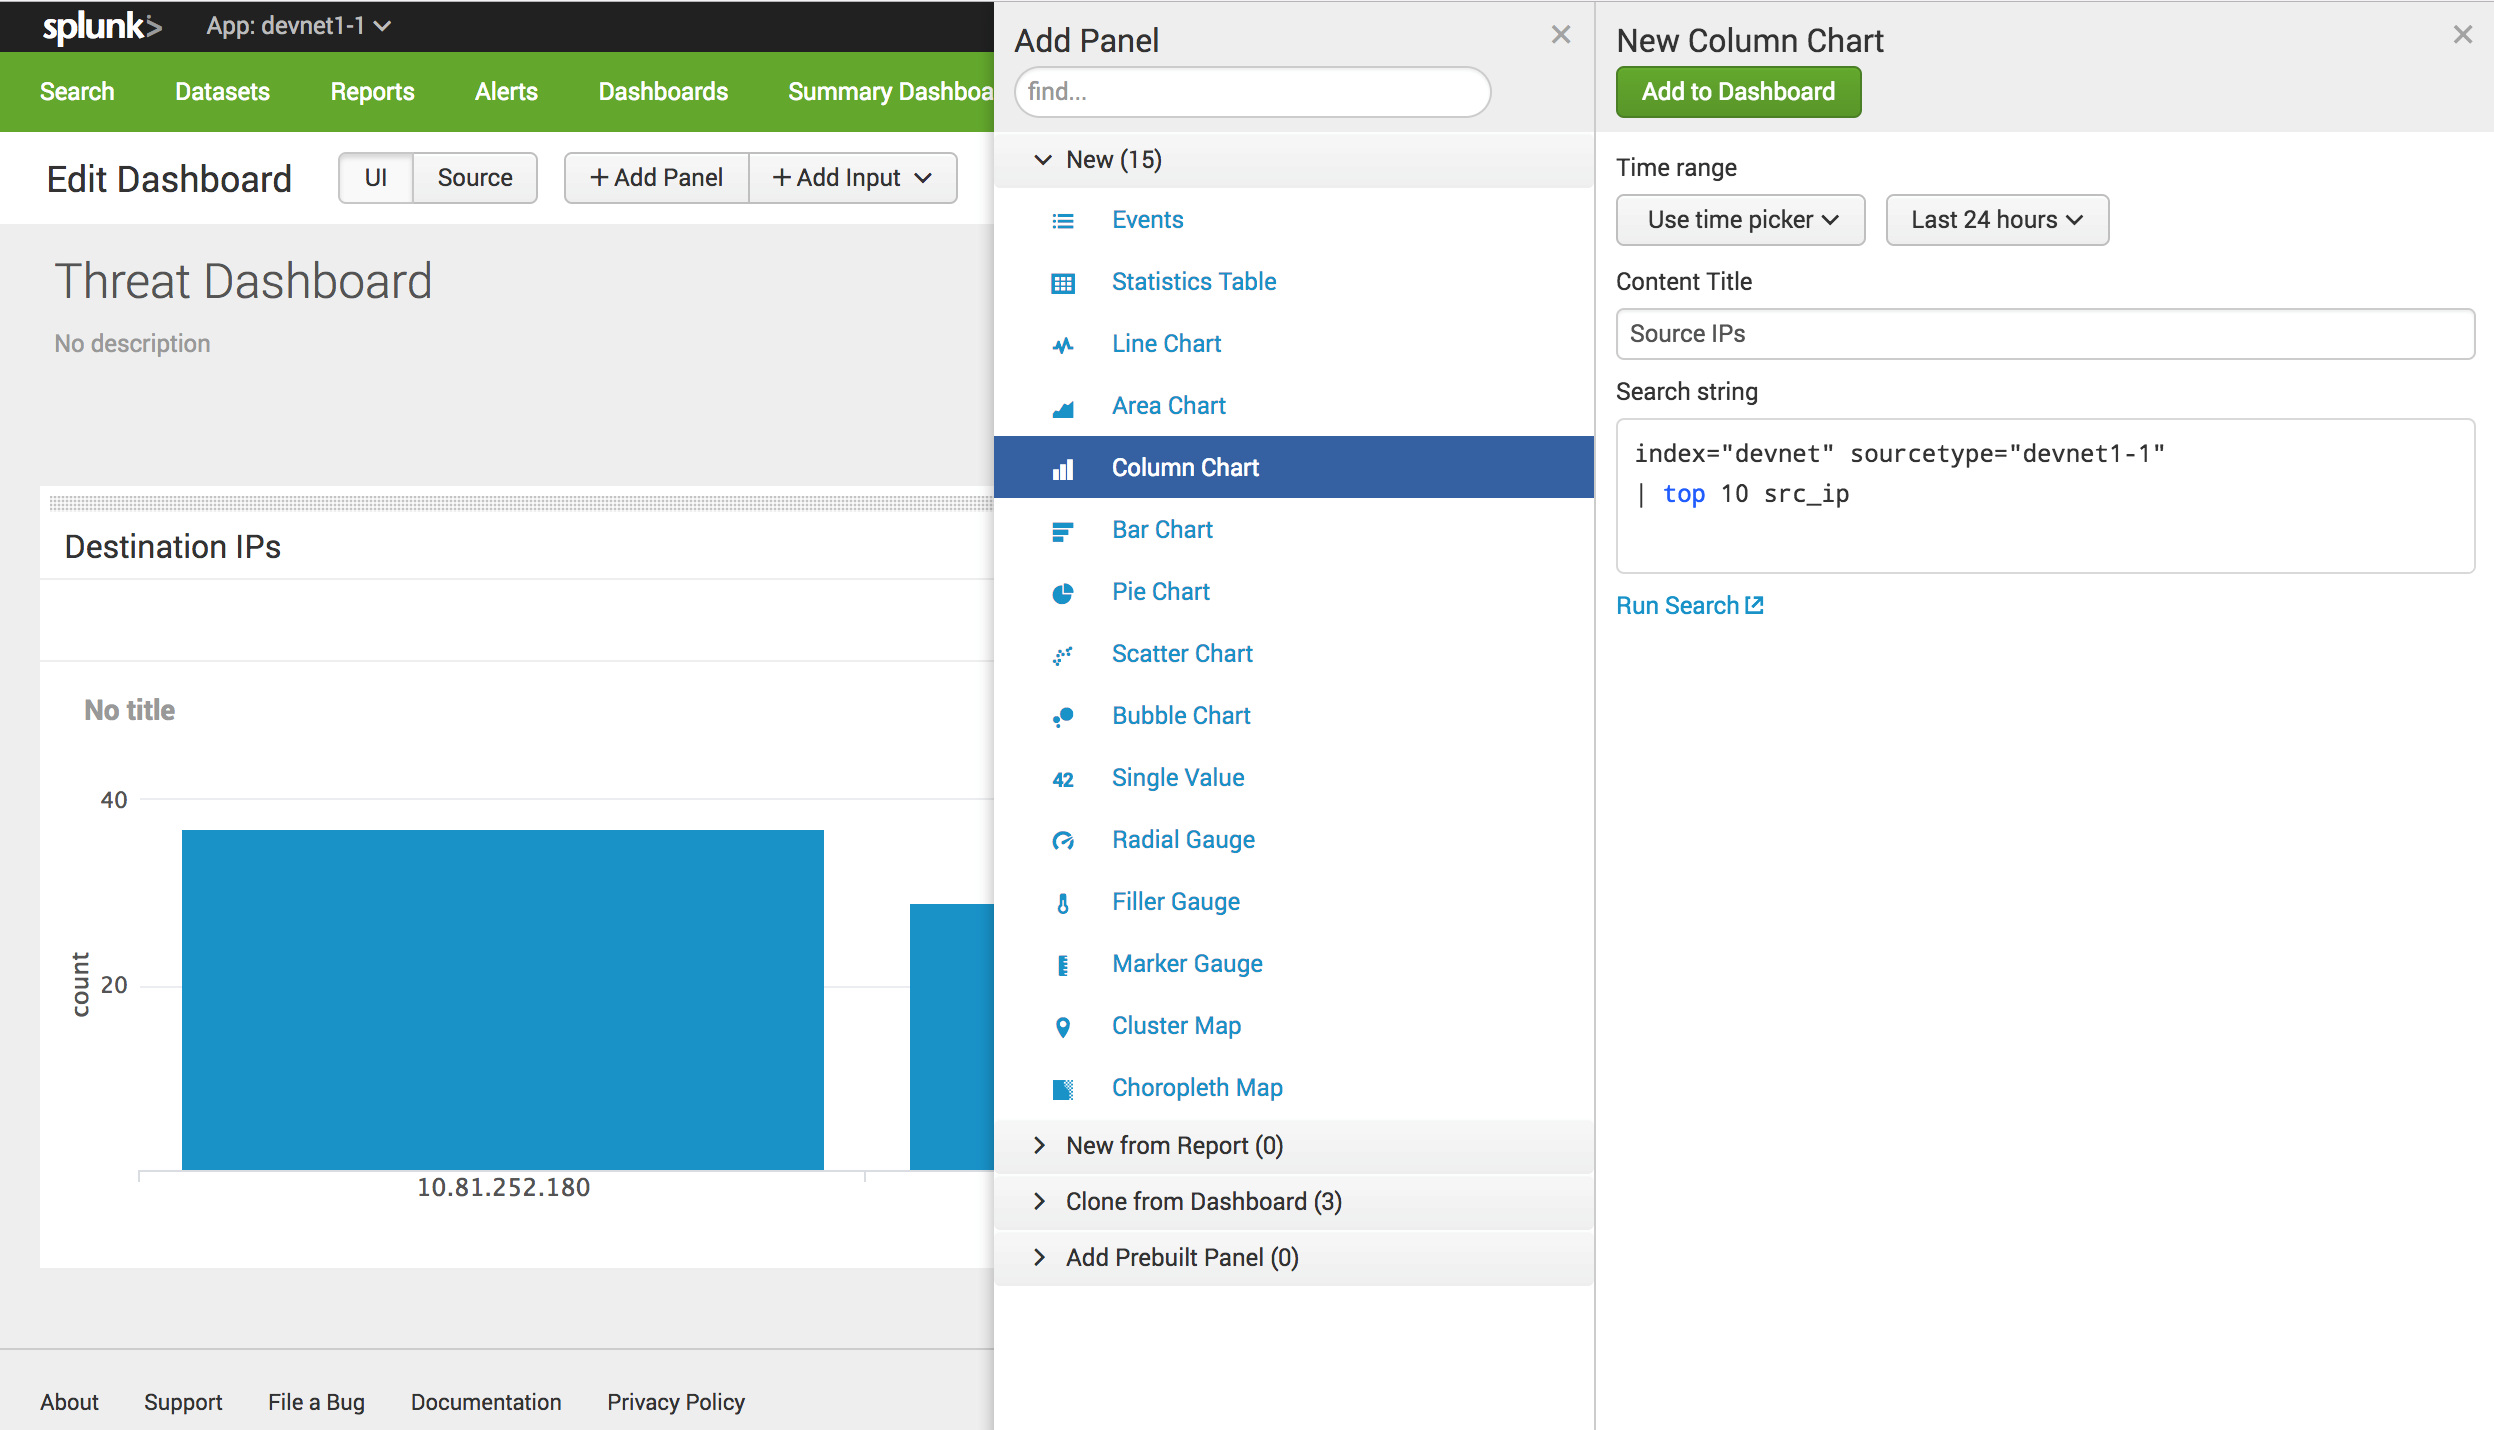 splunk>
App: devnet1-1
Search
Datasets
Reports
Alerts
Dashboards
Summary Dashboa
Edit Dashboard
UI
Source
+ Add Panel
+ Add Input
Threat Dashboard
No description
Destination IPs
No title
40
20
count
10.81.252.180
About
Support
File a Bug
Documentation
Privacy Policy
Add Panel
find...
New (15)
Events
Statistics Table
Line Chart
Area Chart
Column Chart
Bar Chart
Pie Chart
Scatter Chart
Bubble Chart
42
Single Value
Radial Gauge
Filler Gauge
Marker Gauge
Cluster Map
Choropleth Map
New from Report (0)
Clone from Dashboard (3)
Add Prebuilt Panel (0)
New Column Chart
Add to Dashboard
Time range
Use time picker
Last 24 hours
Content Title
Source IPs
Search string
index="devnet" sourcetype="devnet1-1"
| top 10 src_ip
Run Search